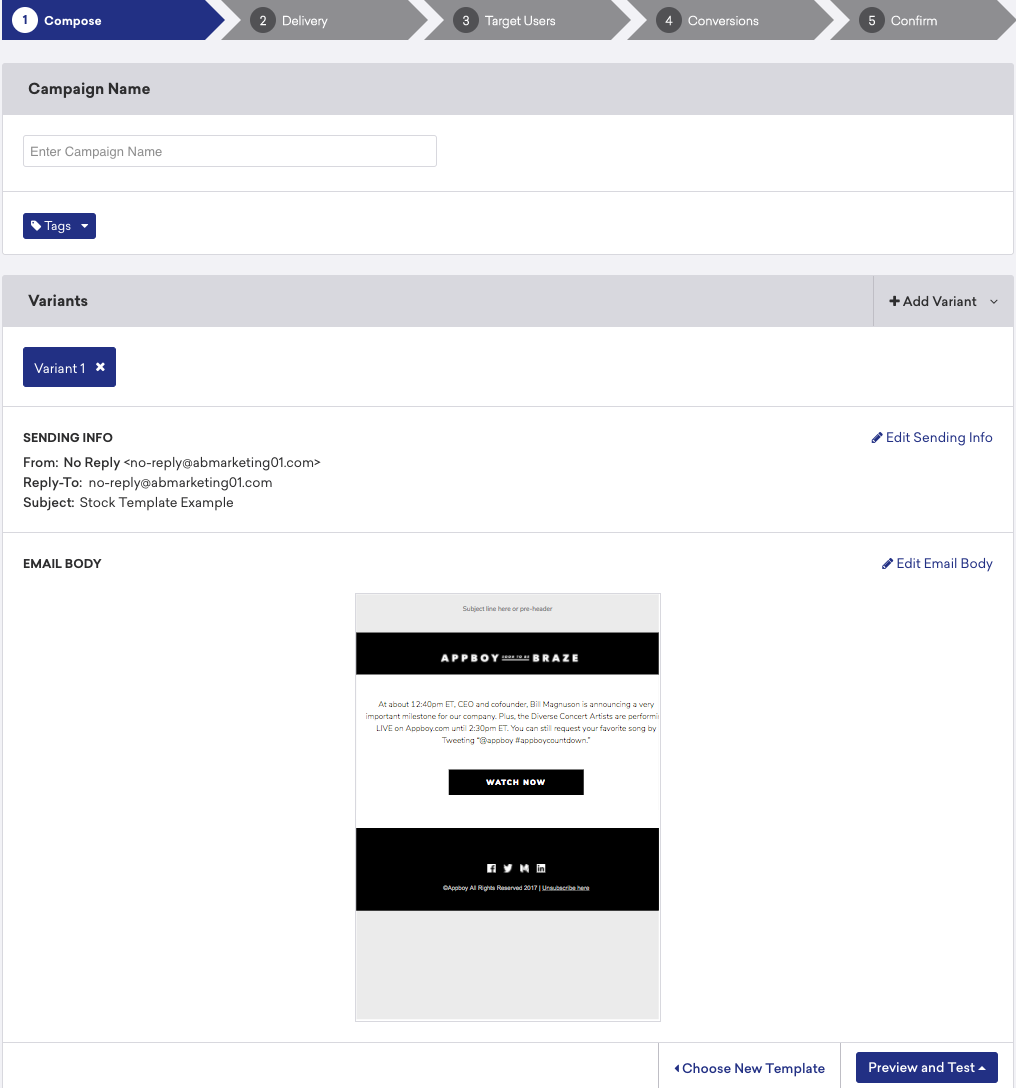 1 Compose
2 Delivery
3 Target Users
4 Conversions
5 Confirm
Campaign Name
Enter Campaign Name
Tags
Variants
Add Variant
Variant 1
SENDING INFO
Edit Sending Info
From: No Reply <no-reply@abmarketing01.com>
Reply-To: no-reply@abmarketing01.com
Subject: Stock Template Example
EMAIL BODY
Edit Email Body
Subject line here or pre-header
APPBOY SOON TO BE BRAZE
At about 12:40pm ET, CEO and cofounder, Bill Magnuson is announcing a very
important milestone for our company. Plus, the Diverse Concert Artists are performi
LIVE on Appboy.com until 2:30pm ET. You can still request your favorite song by
Tweeting "@appboy #appboycountdown."
WATCH NOW
©Appboy All Rights Reserved 2017 | Unsubscribe here
Choose New Template
Preview and Test